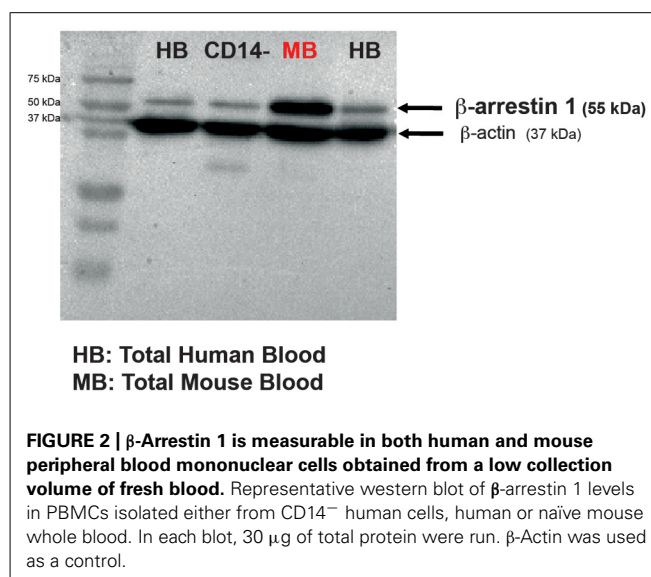 HB CD14- MB HB
75 kDa
50 kDa
37 kDa
β-arrestin 1 (55 kDa)
β-actin (37 kDa)
HB: Total Human Blood
MB: Total Mouse Blood
FIGURE 2 | β-Arrestin 1 is measurable in both human and mouse
peripheral blood mononuclear cells obtained from a low collection
volume of fresh blood. Representative western blot of β-arrestin 1 levels
in PBMCs isolated either from CD14⁻ human cells, human or naïve mouse
whole blood. In each blot, 30 μg of total protein were run. β-Actin was used
as a control.